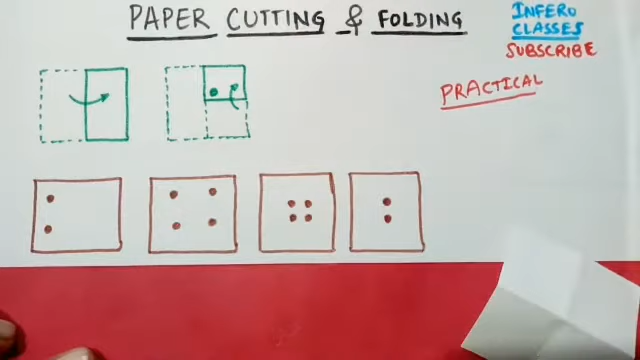 PAPER CUTTING & FOLDING
INFERO
CLASSES
SUBSCRIBE
PRACTICAL